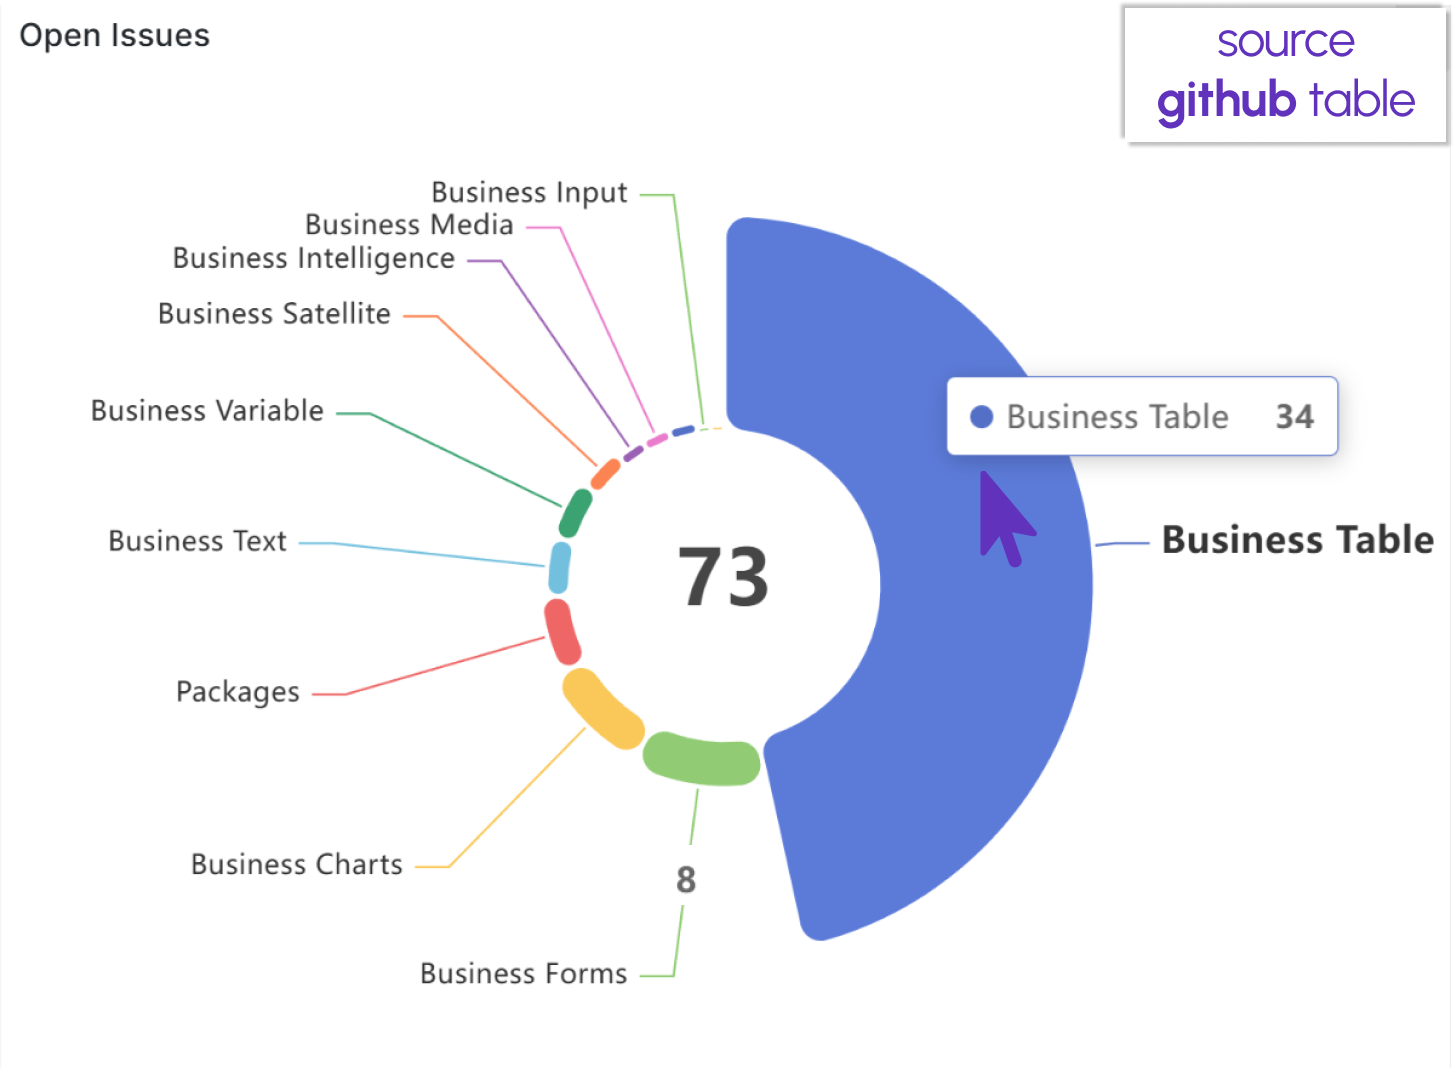 Open Issues
source
github table
Business Input
Business Media
Business Intelligence
Business Satellite
Business Variable
Business Table 34
Business Text
Business Table
73
Packages
Business Charts
8
Business Forms